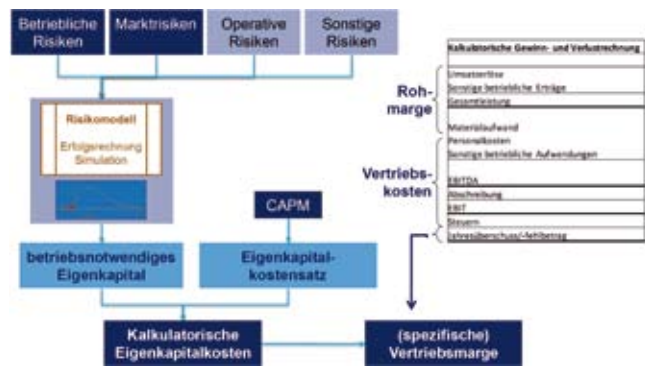 Betriebliche
Risiken
Marktrisiken
Operative
Risiken
Sonstige
Risiken
Risikomodell
Erfolgsrechnung
Simulation
CAPM
betriebsnotwendiges
Eigenkapital
Eigenkapital-
kostensatz
Kalkulatorische
Eigenkapitalkosten
(spezifische)
Vertriebsmarge
Roh-
marge
Vertriebs-
kosten
Kalkulatorische Gewinn- und Verlustrechnung
Umsatzerlöse
Sonstige betriebliche Erträge
Gesamtleistung
Materialaufwand
Personalkosten
Sonstige betriebliche Aufwendungen
EBITDA
Abschreibung
EBIT
Steuern
Jahresüberschuss/-fehlbetrag